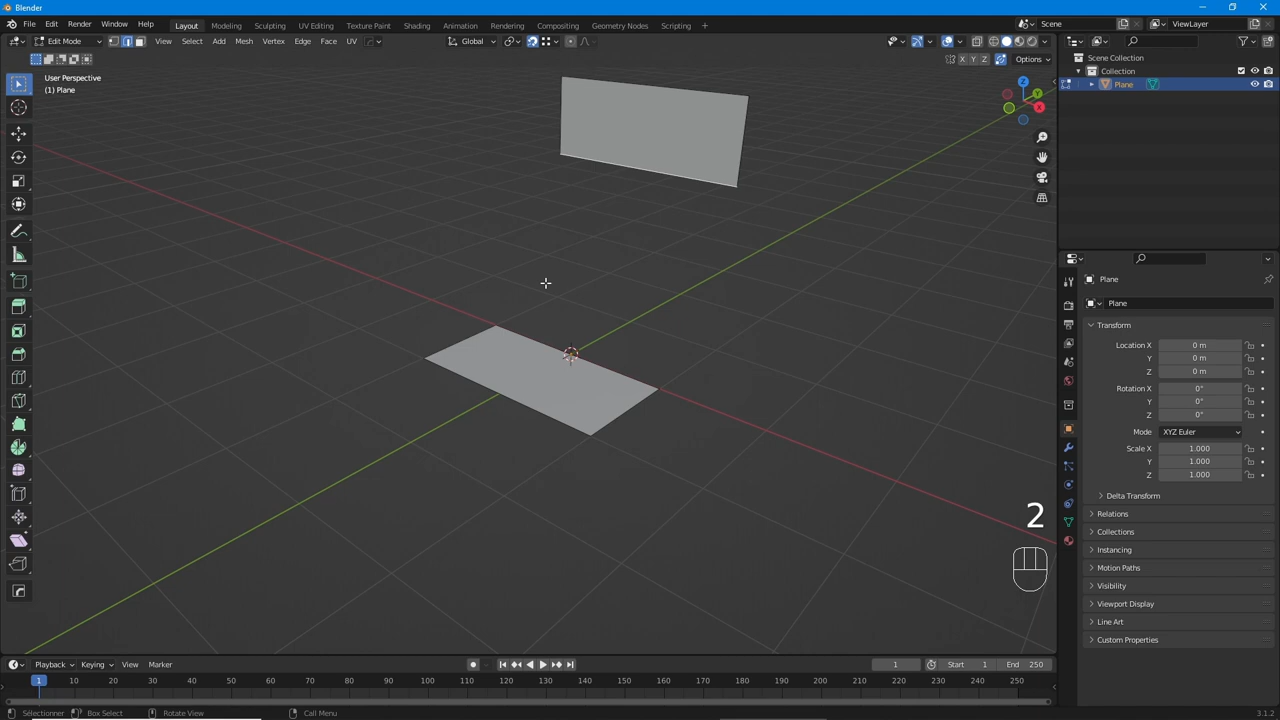 Blender
File Edit Render Window Help Layout Modeling Sculpting UV Editing Texture Paint Shading Animation Rendering Compositing Geometry Nodes Scripting + Scene ViewLayer
Edit Mode View Select Add Mesh Vertex Edge Face UV Global
X Y Z Options
User Perspective
(1) Plane
Z
Y
X
Scene Collection
Collection
Plane
Plane
Plane
Transform
Location X 0 m
Y 0 m
Z 0 m
Rotation X 0°
Y 0°
Z 0°
Mode XYZ Euler
Scale X 1.000
Y 1.000
Z 1.000
Delta Transform
Relations
Collections
Instancing
Motion Paths
Visibility
Viewport Display
Line Art
Custom Properties
2
Playback Keying View Marker 1 Start 1 End 250
1 10 20 30 40 50 60 70 80 90 100 110 120 130 140 150 160 170 180 190 200 210 220 230 240 250
Sélectionner Box Select Rotate View Call Menu 3.1.2